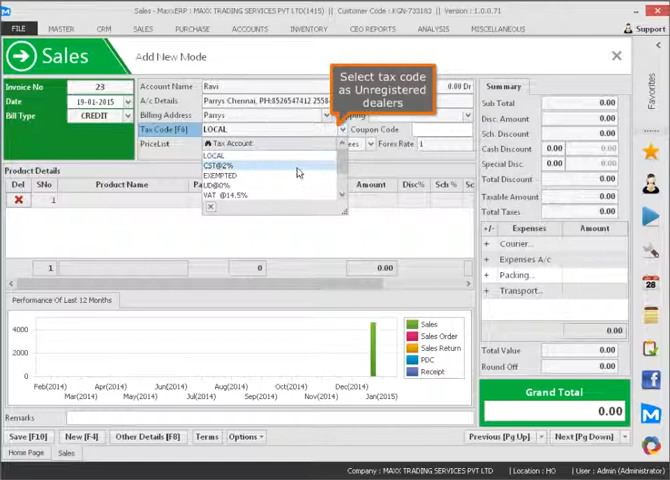 Sales - MaxxERP : MAXX TRADING SERVICES PVT LTD(1415) | Customer Code : KGN-733183 | Version : 1.0.0.71
FILE MASTER CRM SALES PURCHASE ACCOUNTS INVENTORY CEO REPORTS ANALYSIS MISCELLANEOUS Support
Sales Add New Mode
Select tax code
as Unregistered
dealers
Invoice No 23
Date 19-01-2015
Bill Type CREDIT
Account Name Ravi 0.00 Dr
A/c Details Parrys Chennai, PH:8526547412 2558
Billing Address Parrys
Tax Code [F6] LOCAL Coupon Code
PriceList Forex Rate 1
Tax Account
LOCAL
CST@2%
EXEMPTED
UD@0%
VAT @14.5%
Product Details
Del SNo Product Name Amount Disc% Sch% Amount
1
1 0 0.00
Performance Of Last 12 Months
4000
2000
0
Feb(2014) Apr(2014) Jun(2014) Aug(2014) Oct(2014) Dec(2014)
Mar(2014) May(2014) Jul(2014) Sep(2014) Nov(2014) Jan(2015)
Sales
Sales Order
Sales Return
PDC
Receipt
Remarks
Summary
Sub Total 0.00
Disc. Amount 0.00
Sch. Discount 0.00
Cash Discount 0.00 0.00
Special Disc. 0.00 0.00
Total Discount 0.00
Taxable Amount 0.00
Total Taxes 0.00
+/- Expenses Amount
+ Courier...
+ Expenses A/c
+ Packing...
+ Transport...
0.00
Total Value 0.00
Round Off 0.00
Grand Total
0.00
Favorites
28
Save [F10] New [F4] Other Details [F8] Terms Options Previous [Pg Up] Next [Pg Down]
Home Page Sales
Company : MAXX TRADING SERVICES PVT LTD | Location : HO | User : Admin (Administrator)